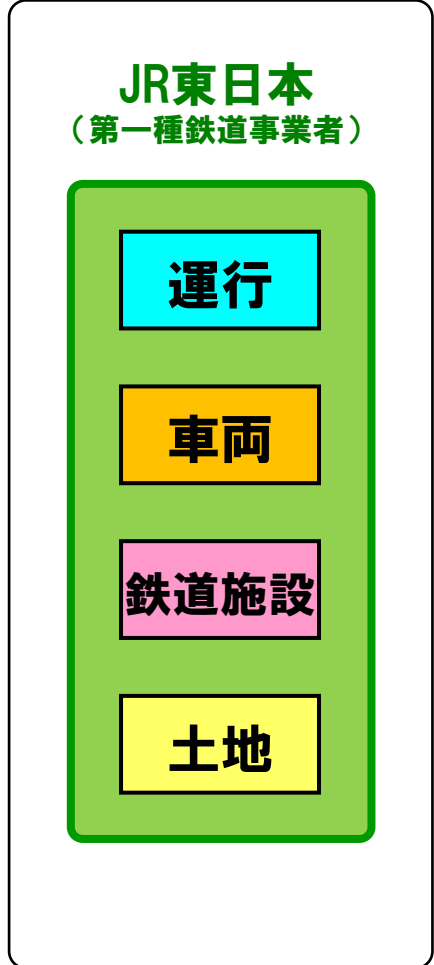 JR東日本
（第一種鉄道事業者）
運行
車両
鉄道施設
土地